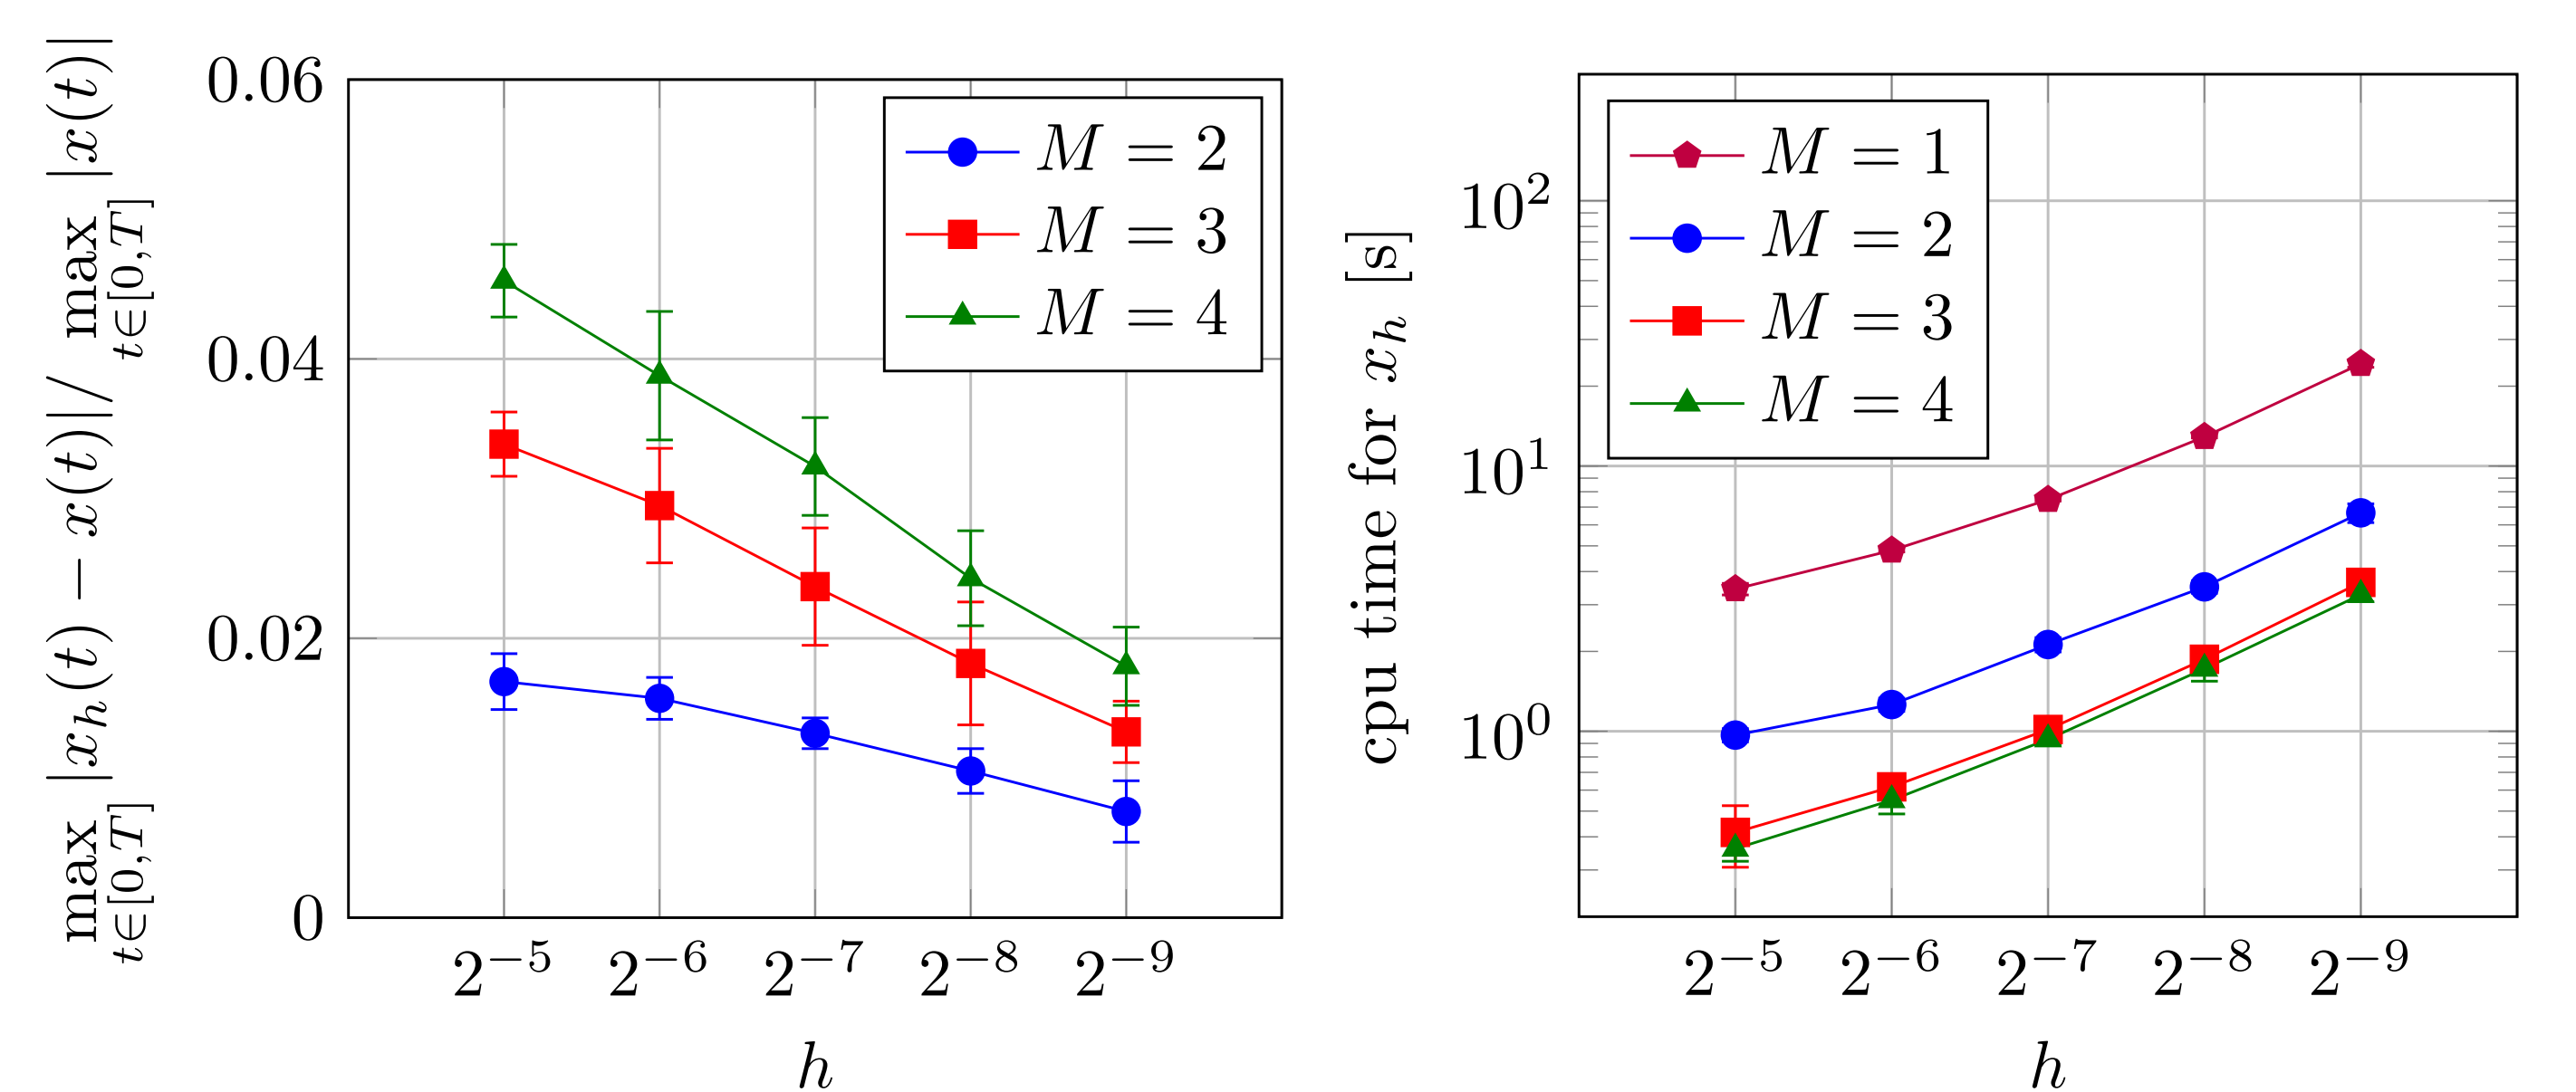 max t∈[0,T] |x_h(t) − x(t)|/ max t∈[0,T] |x(t)|
0.06
0.04
0.02
0
M = 2
M = 3
M = 4
2^−5 2^−6 2^−7 2^−8 2^−9
h
cpu time for x_h [s]
10^2
10^1
10^0
M = 1
M = 2
M = 3
M = 4
2^−5 2^−6 2^−7 2^−8 2^−9
h